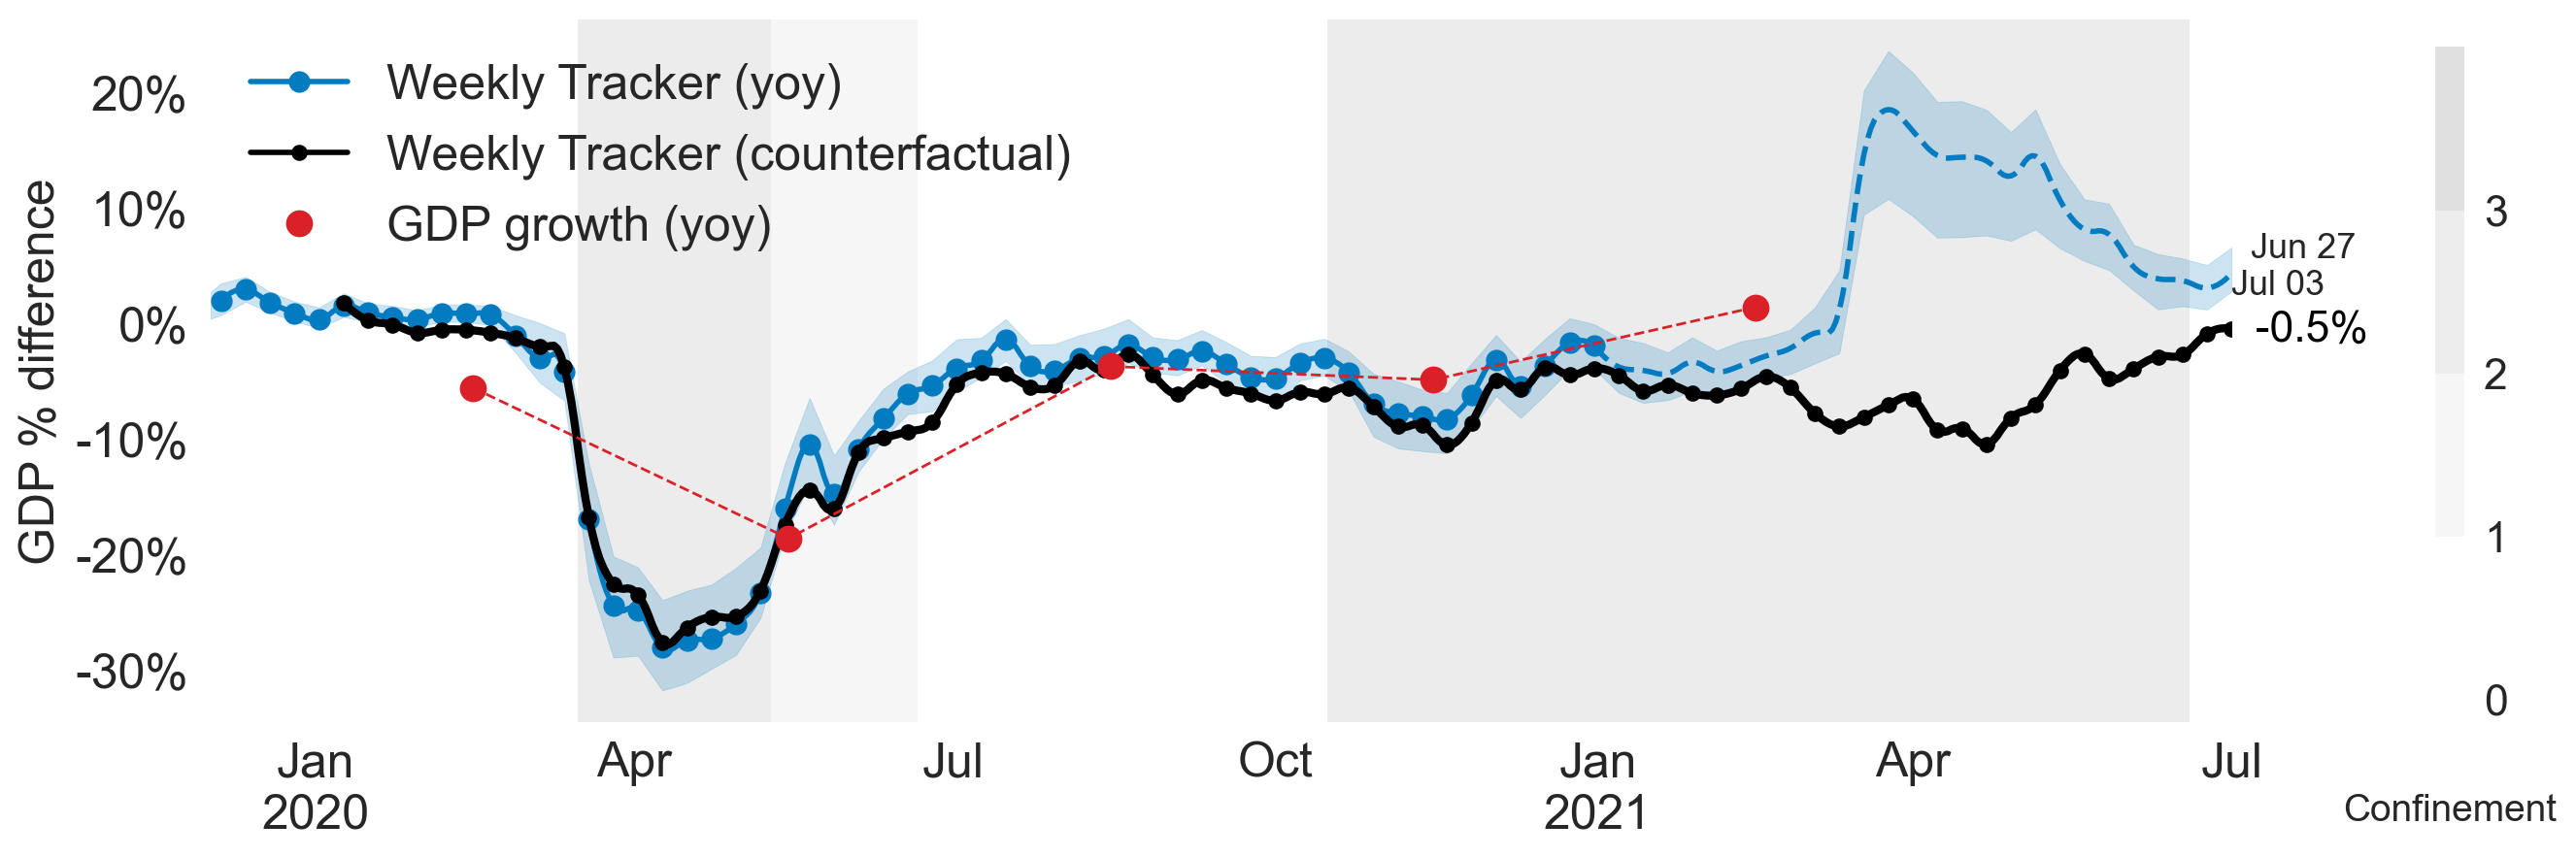 Weekly Tracker (yoy)
Weekly Tracker (counterfactual)
GDP growth (yoy)
GDP % difference
20%
10%
0%
-10%
-20%
-30%
Jun 27
Jul 03
-0.5%
3
2
1
0
Confinement
Jan
2020
Apr
Jul
Oct
Jan
2021
Apr
Jul